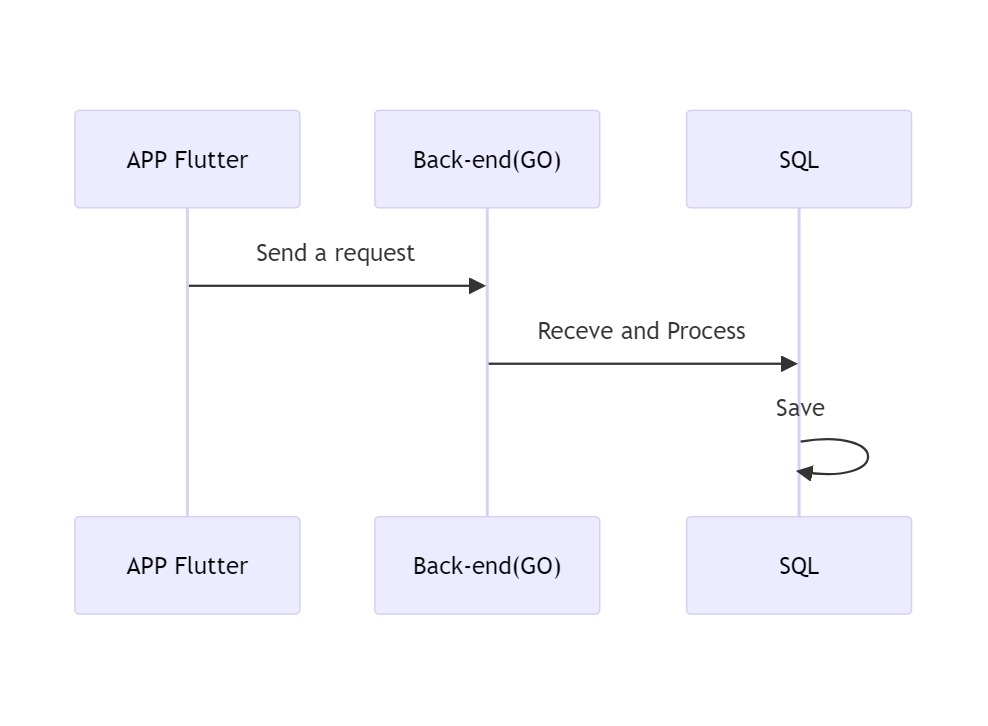 APP Flutter
Back-end(GO)
SQL
Send a request
Receve and Process
Save
APP Flutter
Back-end(GO)
SQL